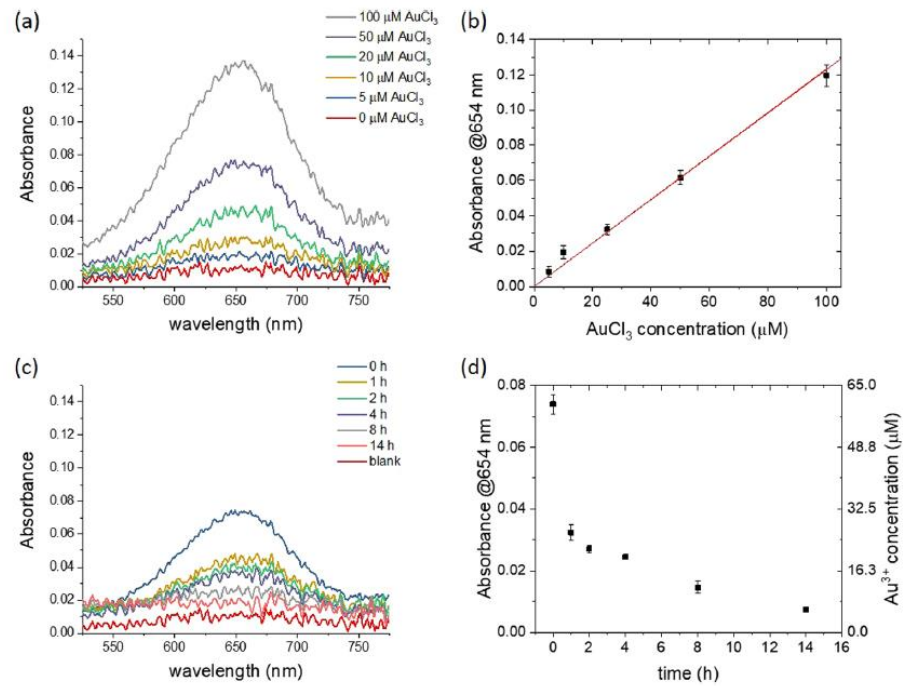 (a)
100 μM AuCl₃
50 μM AuCl₃
20 μM AuCl₃
10 μM AuCl₃
5 μM AuCl₃
0 μM AuCl₃
0.14
0.12
0.10
0.08
0.06
0.04
0.02
0.00
Absorbance
550 600 650 700 750
wavelength (nm)
(b)
0.14
0.12
0.10
0.08
0.06
0.04
0.02
0.00
Absorbance @654 nm
0 20 40 60 80 100
AuCl₃ concentration (μM)
(c)
0 h
1 h
2 h
4 h
8 h
14 h
blank
0.14
0.12
0.10
0.08
0.06
0.04
0.02
0.00
Absorbance
550 600 650 700 750
wavelength (nm)
(d)
0.08
0.06
0.04
0.02
0.00
Absorbance @654 nm
65.0
48.8
32.5
16.3
0.0
Au³⁺ concentration (μM)
0 2 4 6 8 10 12 14 16
time (h)